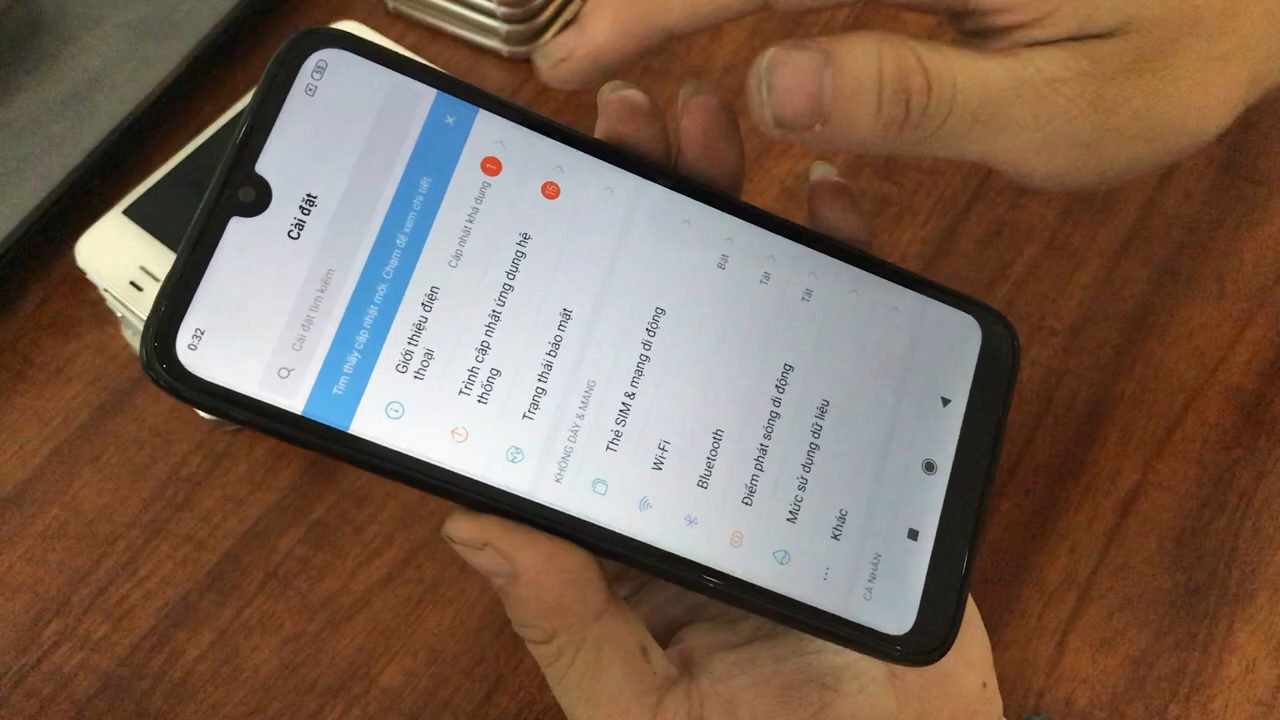 0:32
53
Cài đặt
Cài đặt tìm kiếm
Tìm thấy cập nhật mới. Chạm để xem chi tiết
X
Giới thiệu điện
thoại
Cập nhật khả dụng
1
Trình cập nhật ứng dụng hệ
thống
15
Trạng thái bảo mật
KHÔNG DÂY & MẠNG
Thẻ SIM & mạng di động
Wi-Fi
Bật
Bluetooth
Tắt
Điểm phát sóng di động
Tắt
Mức sử dụng dữ liệu
Khác
CÁ NHÂN